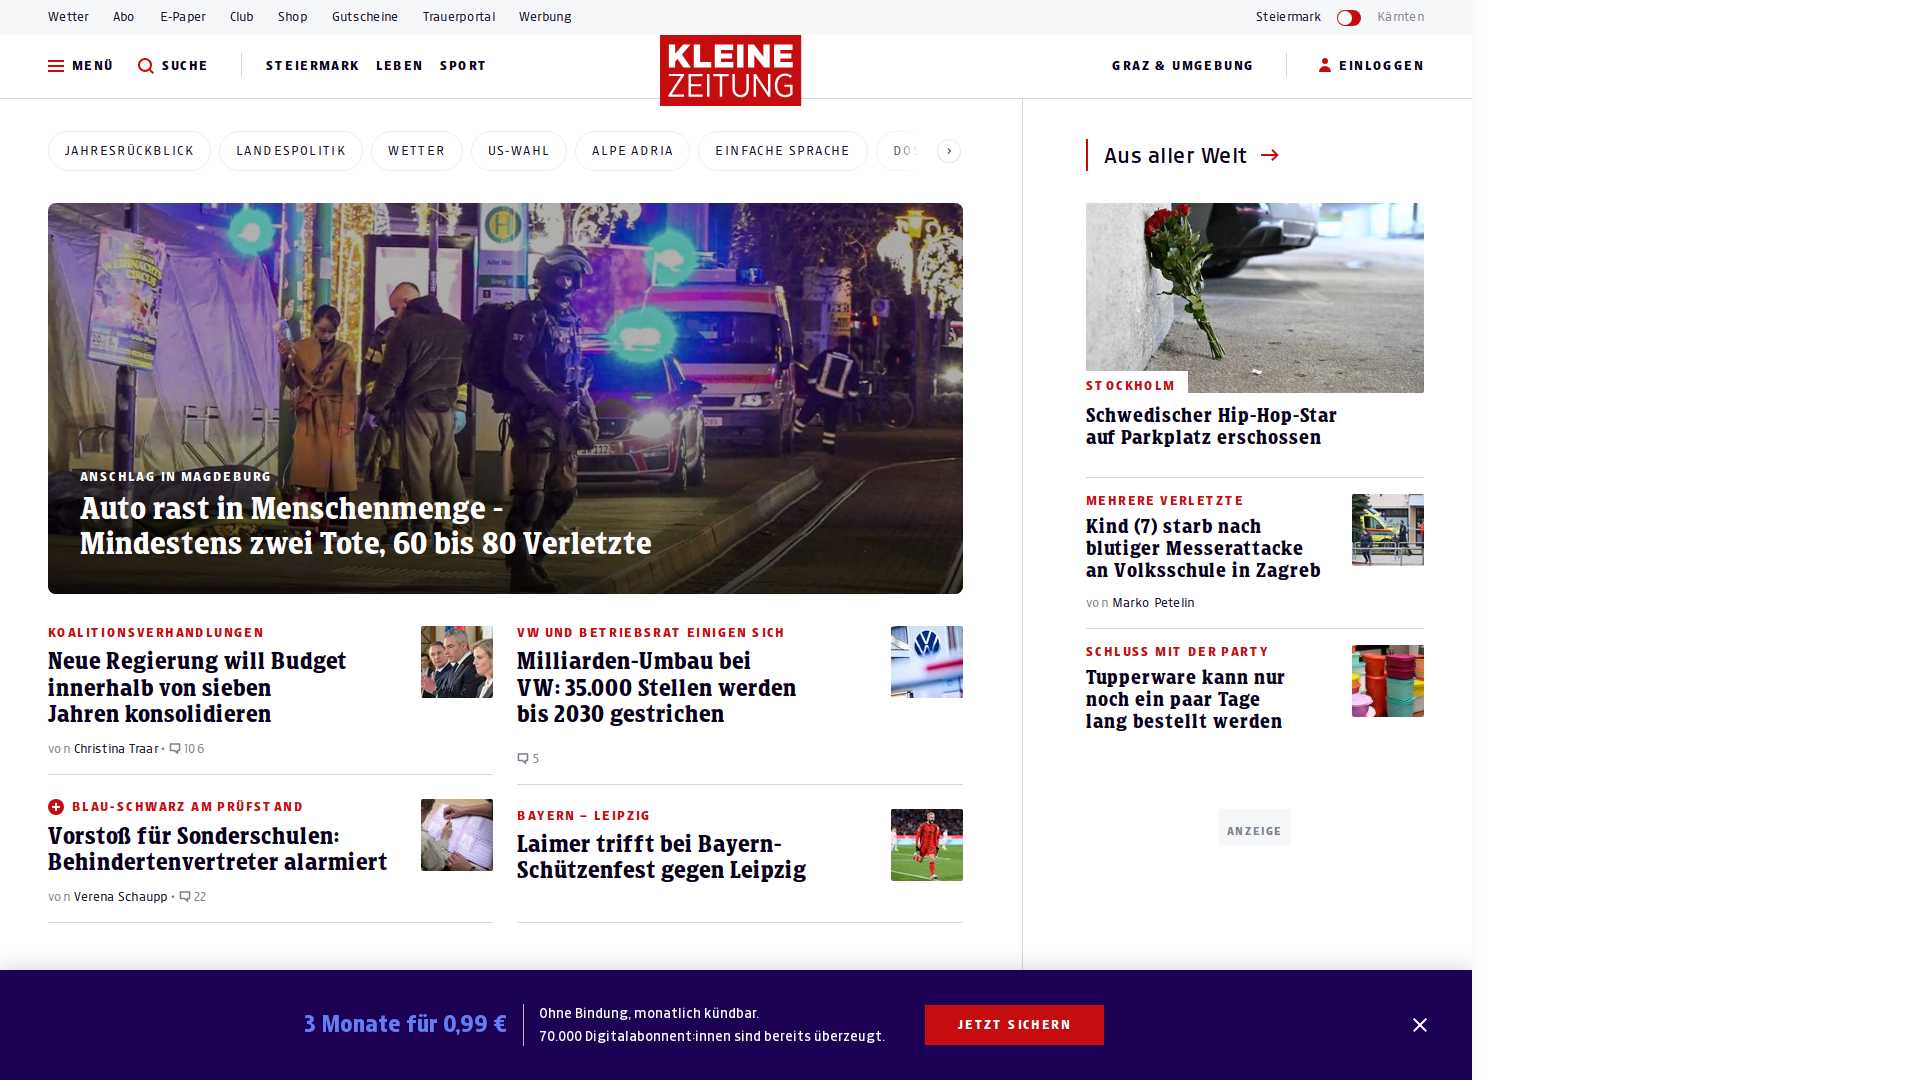 Wetter Abo E-Paper Club Shop Gutscheine Trauerportal Werbung
Steiermark Kärnten
MENÜ SUCHE STEIERMARK LEBEN SPORT
KLEINE
ZEITUNG
GRAZ & UMGEBUNG EINLOGGEN
JAHRESRÜCKBLICK LANDESPOLITIK WETTER US-WAHL ALPE ADRIA EINFACHE SPRACHE
ANSCHLAG IN MAGDEBURG
Auto rast in Menschenmenge -
Mindestens zwei Tote, 60 bis 80 Verletzte
KOALITIONSVERHANDLUNGEN
Neue Regierung will Budget
innerhalb von sieben
Jahren konsolidieren
von Christina Traar • 106
BLAU-SCHWARZ AM PRÜFSTAND
Vorstoß für Sonderschulen:
Behindertenvertreter alarmiert
von Verena Schaupp • 22
VW UND BETRIEBSRAT EINIGEN SICH
Milliarden-Umbau bei
VW: 35.000 Stellen werden
bis 2030 gestrichen
5
BAYERN – LEIPZIG
Laimer trifft bei Bayern-
Schützenfest gegen Leipzig
Aus aller Welt
STOCKHOLM
Schwedischer Hip-Hop-Star
auf Parkplatz erschossen
MEHRERE VERLETZTE
Kind (7) starb nach
blutiger Messerattacke
an Volksschule in Zagreb
von Marko Petelin
SCHLUSS MIT DER PARTY
Tupperware kann nur
noch ein paar Tage
lang bestellt werden
ANZEIGE
3 Monate für 0,99 €
Ohne Bindung, monatlich kündbar.
70.000 Digitalabonnent:innen sind bereits überzeugt.
JETZT SICHERN